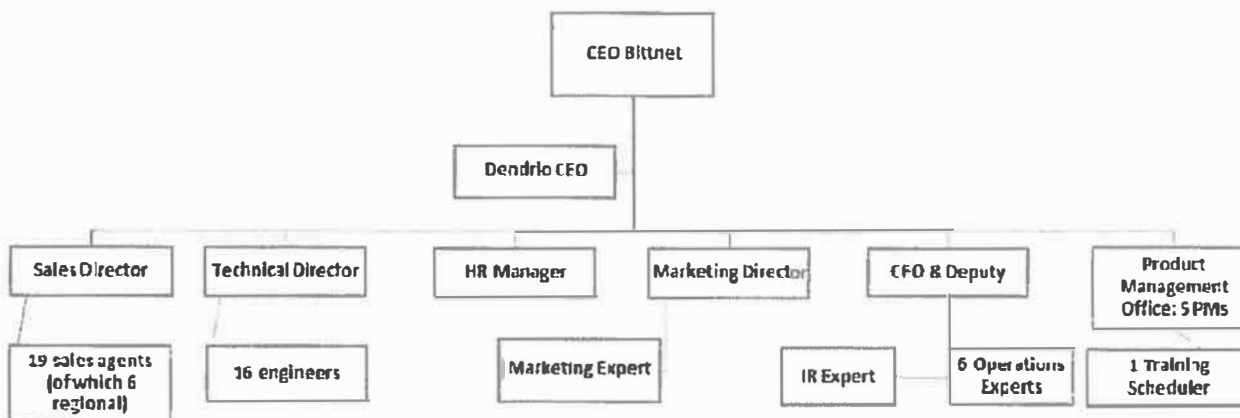 CEO Bittnet
Dendrio CEO
Sales Director
Technical Director
HR Manager
Marketing Director
CFO & Deputy
Product
Management
Office: 5 PMs
19 sales agents
(of which 6
regional)
16 engineers
Marketing Expert
IR Expert
6 Operations
Experts
1 Training
Scheduler